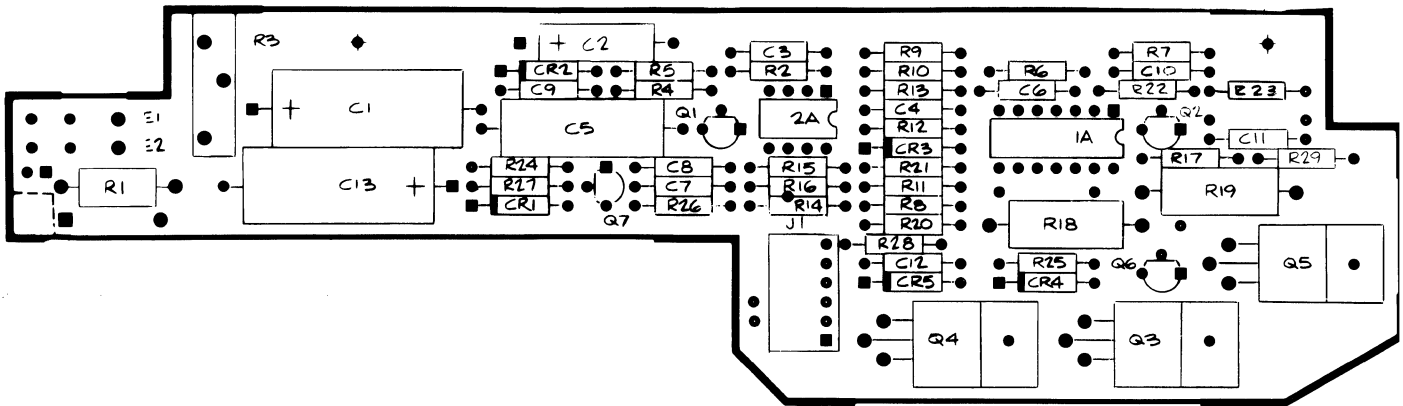 R3
+ C2
C3
R9
R7
CR2
R5
R2
R10
R6
C10
C9
R4
R13
C6
R22
R23
+ C1
C4
E1
Q1
2A
Q2
C5
R12
1A
C11
E2
CR3
R17
R29
R24
C8
R15
R21
R1
C13 +
R27
C7
R16
R11
R19
CR1
R26
R14
R8
Q7
J1
R20
R18
R28
C12
R25
Q6
Q5
CR5
CR4
Q4
Q3